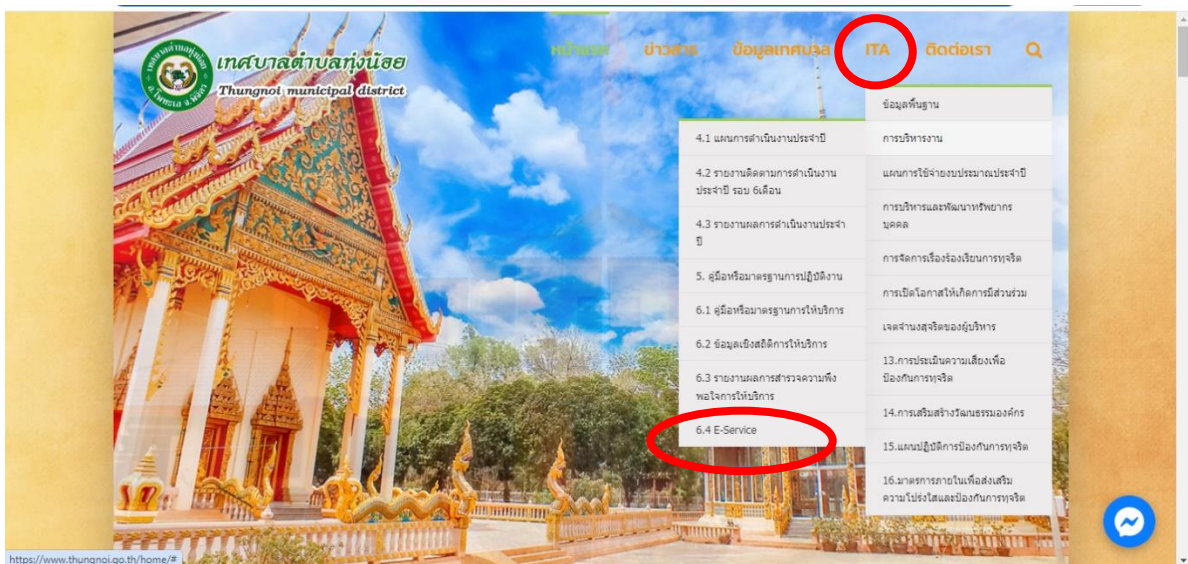 เทศบาลตำบลทุ่งน้อย
Thungnoi municipal district
หน้าแรก
ข่าวสาร
ข้อมูลเทศบาล
ITA
ติดต่อเรา
ข้อมูลพื้นฐาน
การบริหารงาน
แผนการใช้จ่ายงบประมาณประจำปี
การบริหารและพัฒนาทรัพยากร
บุคคล
การจัดการเรื่องร้องเรียนการทุจริต
การเปิดโอกาสให้เกิดการมีส่วนร่วม
เจตจำนงสุจริตของผู้บริหาร
13.การประเมินความเสี่ยงเพื่อ
ป้องกันการทุจริต
14.การเสริมสร้างวัฒนธรรมองค์กร
15.แผนปฏิบัติการป้องกันการทุจริต
16.มาตรการภายในเพื่อส่งเสริม
ความโปร่งใสและป้องกันการทุจริต
4.1 แผนการดำเนินงานประจำปี
4.2 รายงานติดตามการดำเนินงาน
ประจำปี รอบ 6เดือน
4.3 รายงานผลการดำเนินงานประจำ
ปี
5. คู่มือหรือมาตรฐานการปฏิบัติงาน
6.1 คู่มือหรือมาตรฐานการให้บริการ
6.2 ข้อมูลเชิงสถิติการให้บริการ
6.3 รายงานผลการสำรวจความพึง
พอใจการให้บริการ
6.4 E-Service
https://www.thungnoi.go.th/home/#